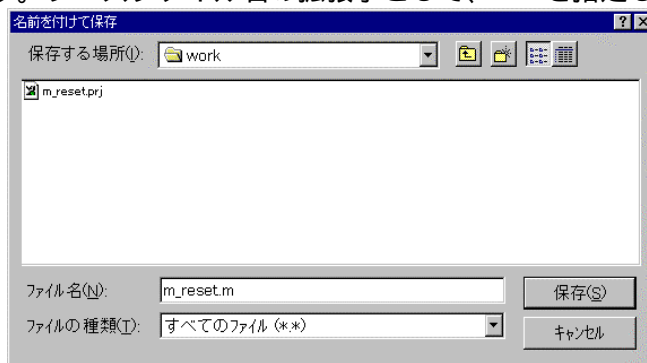 名前を付けて保存
保存する場所(I): work
m_reset.prj
ファイル名(N): m_reset.m 保存(S)
ファイルの種類(T): すべてのファイル (*.*) キャンセル